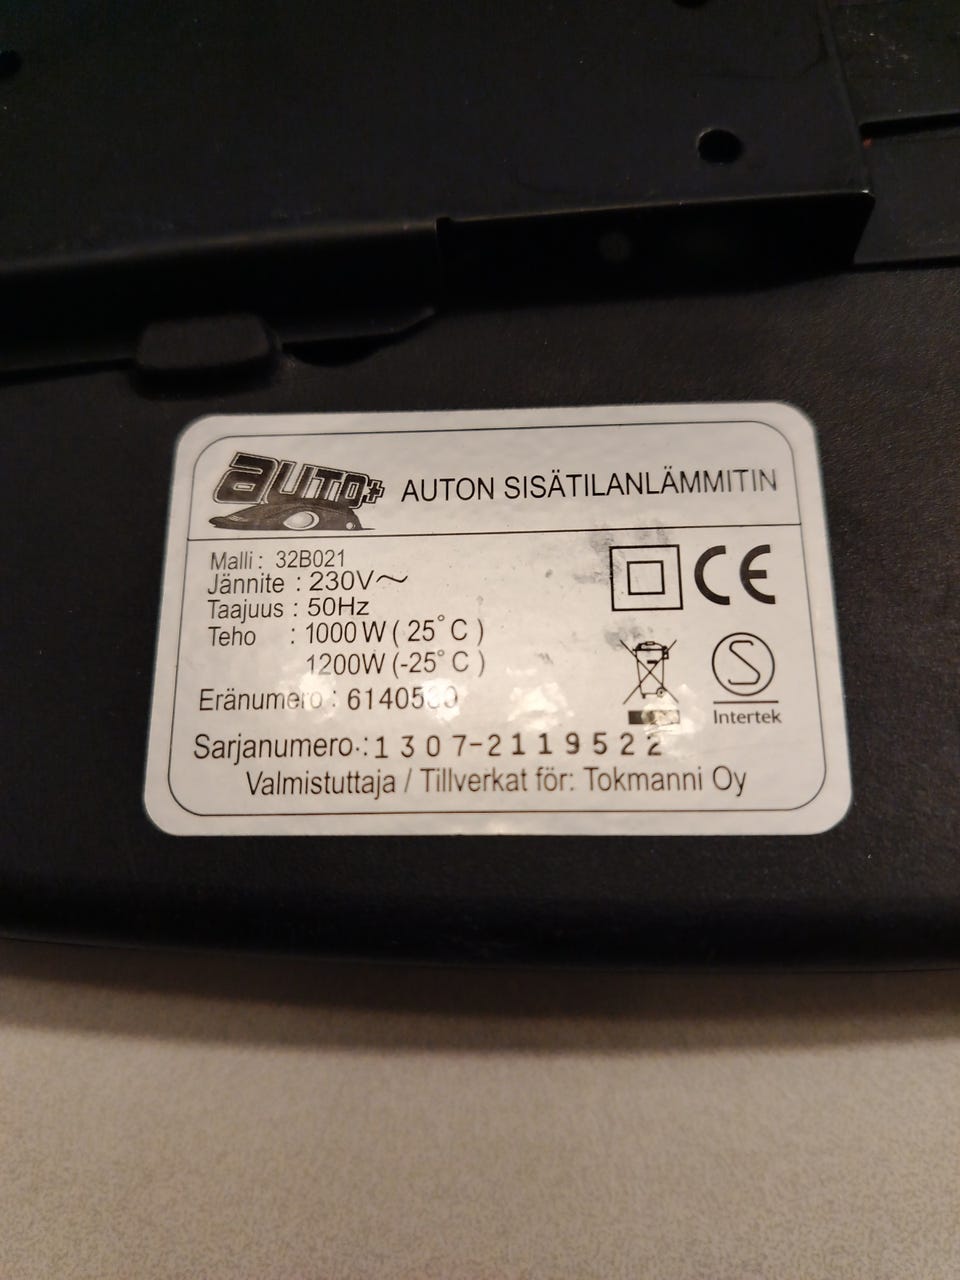 auto+ AUTON SISÄTILANLÄMMITIN
Malli : 32B021
Jännite : 230V~
Taajuus : 50Hz
Teho : 1000W ( 25°C )
1200W (-25°C )
Eränumero :
Sarjanumero.: 1307-2119522
Valmistuttaja / Tillverkat för: Tokmanni Oy
CE
S
Intertek